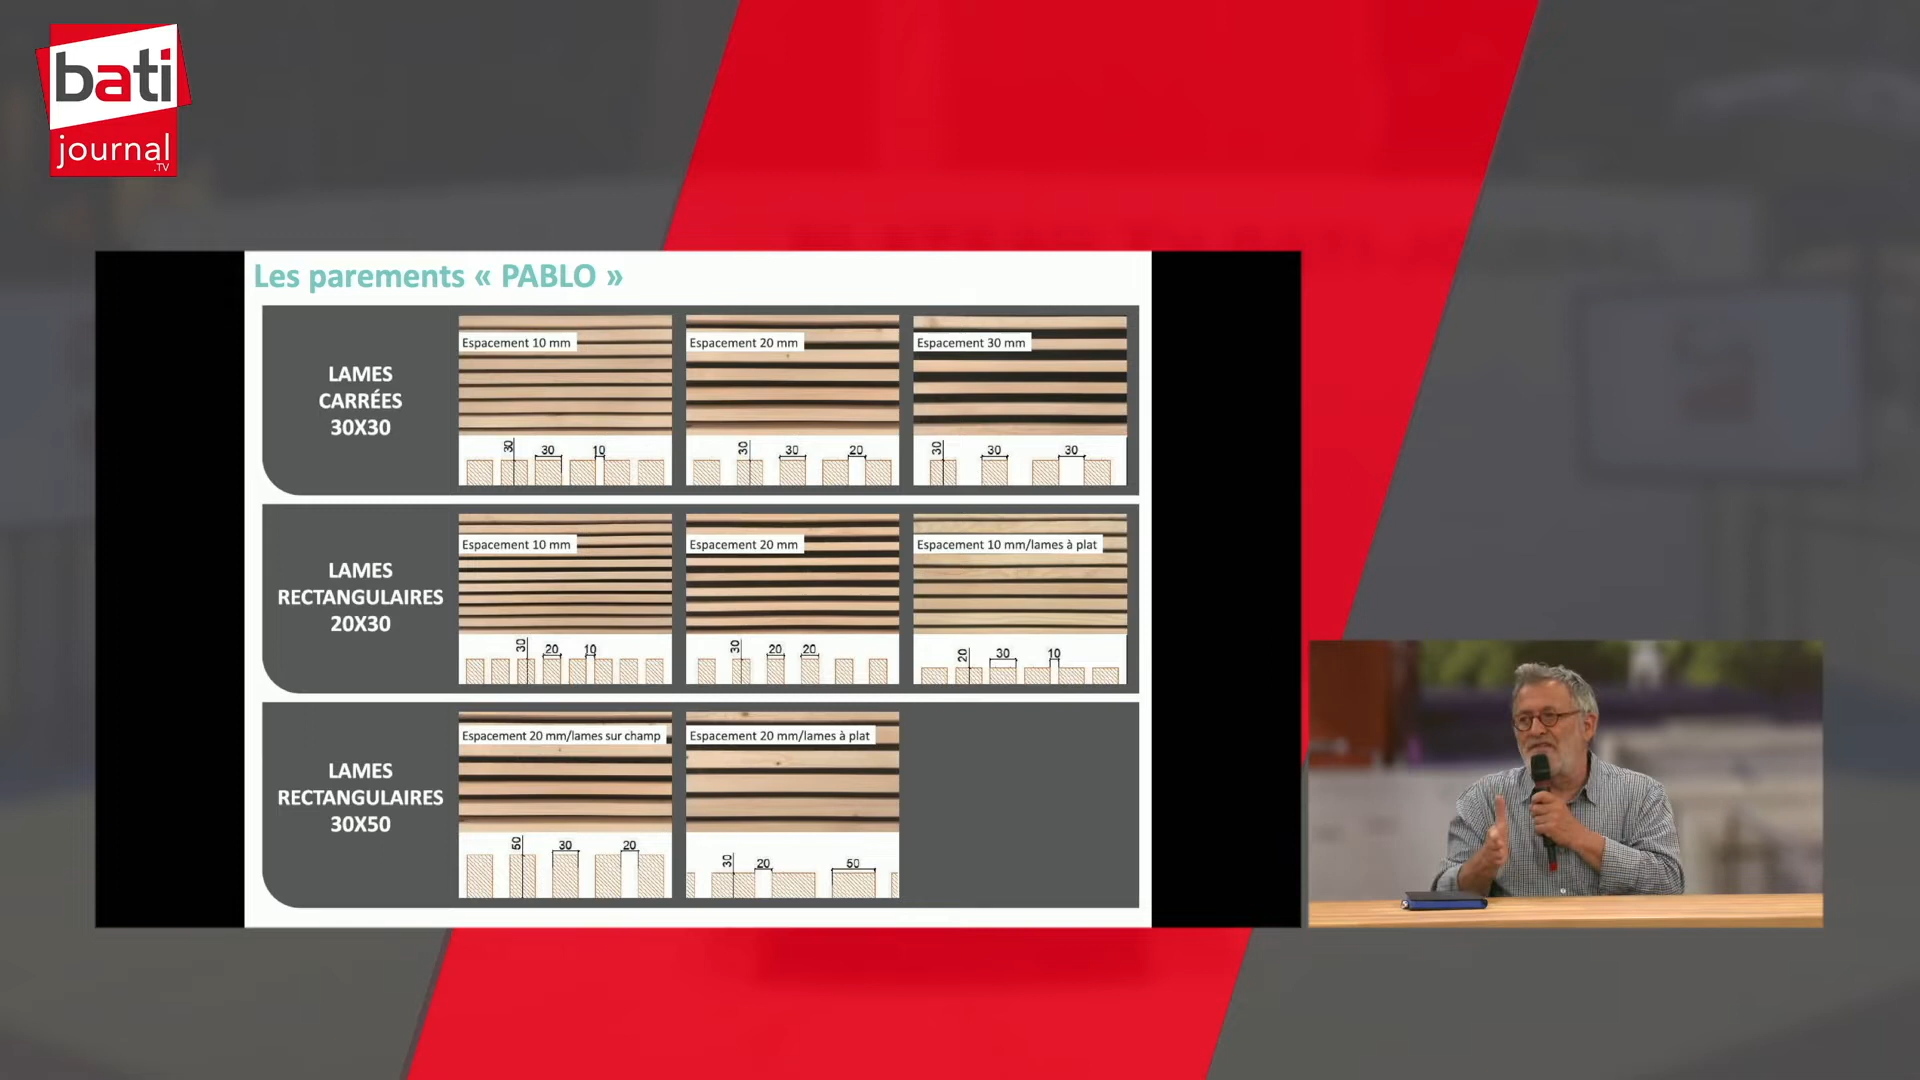 bati
journal
.TV
Les parements « PABLO »
LAMES
CARRÉES
30X30
Espacement 10 mm
30
30
10
Espacement 20 mm
30
30
20
Espacement 30 mm
30
30
30
LAMES
RECTANGULAIRES
20X30
Espacement 10 mm
30
20
10
Espacement 20 mm
30
20
20
Espacement 10 mm/lames à plat
20
30
10
LAMES
RECTANGULAIRES
30X50
Espacement 20 mm/lames sur champ
50
30
20
Espacement 20 mm/lames à plat
30
20
50